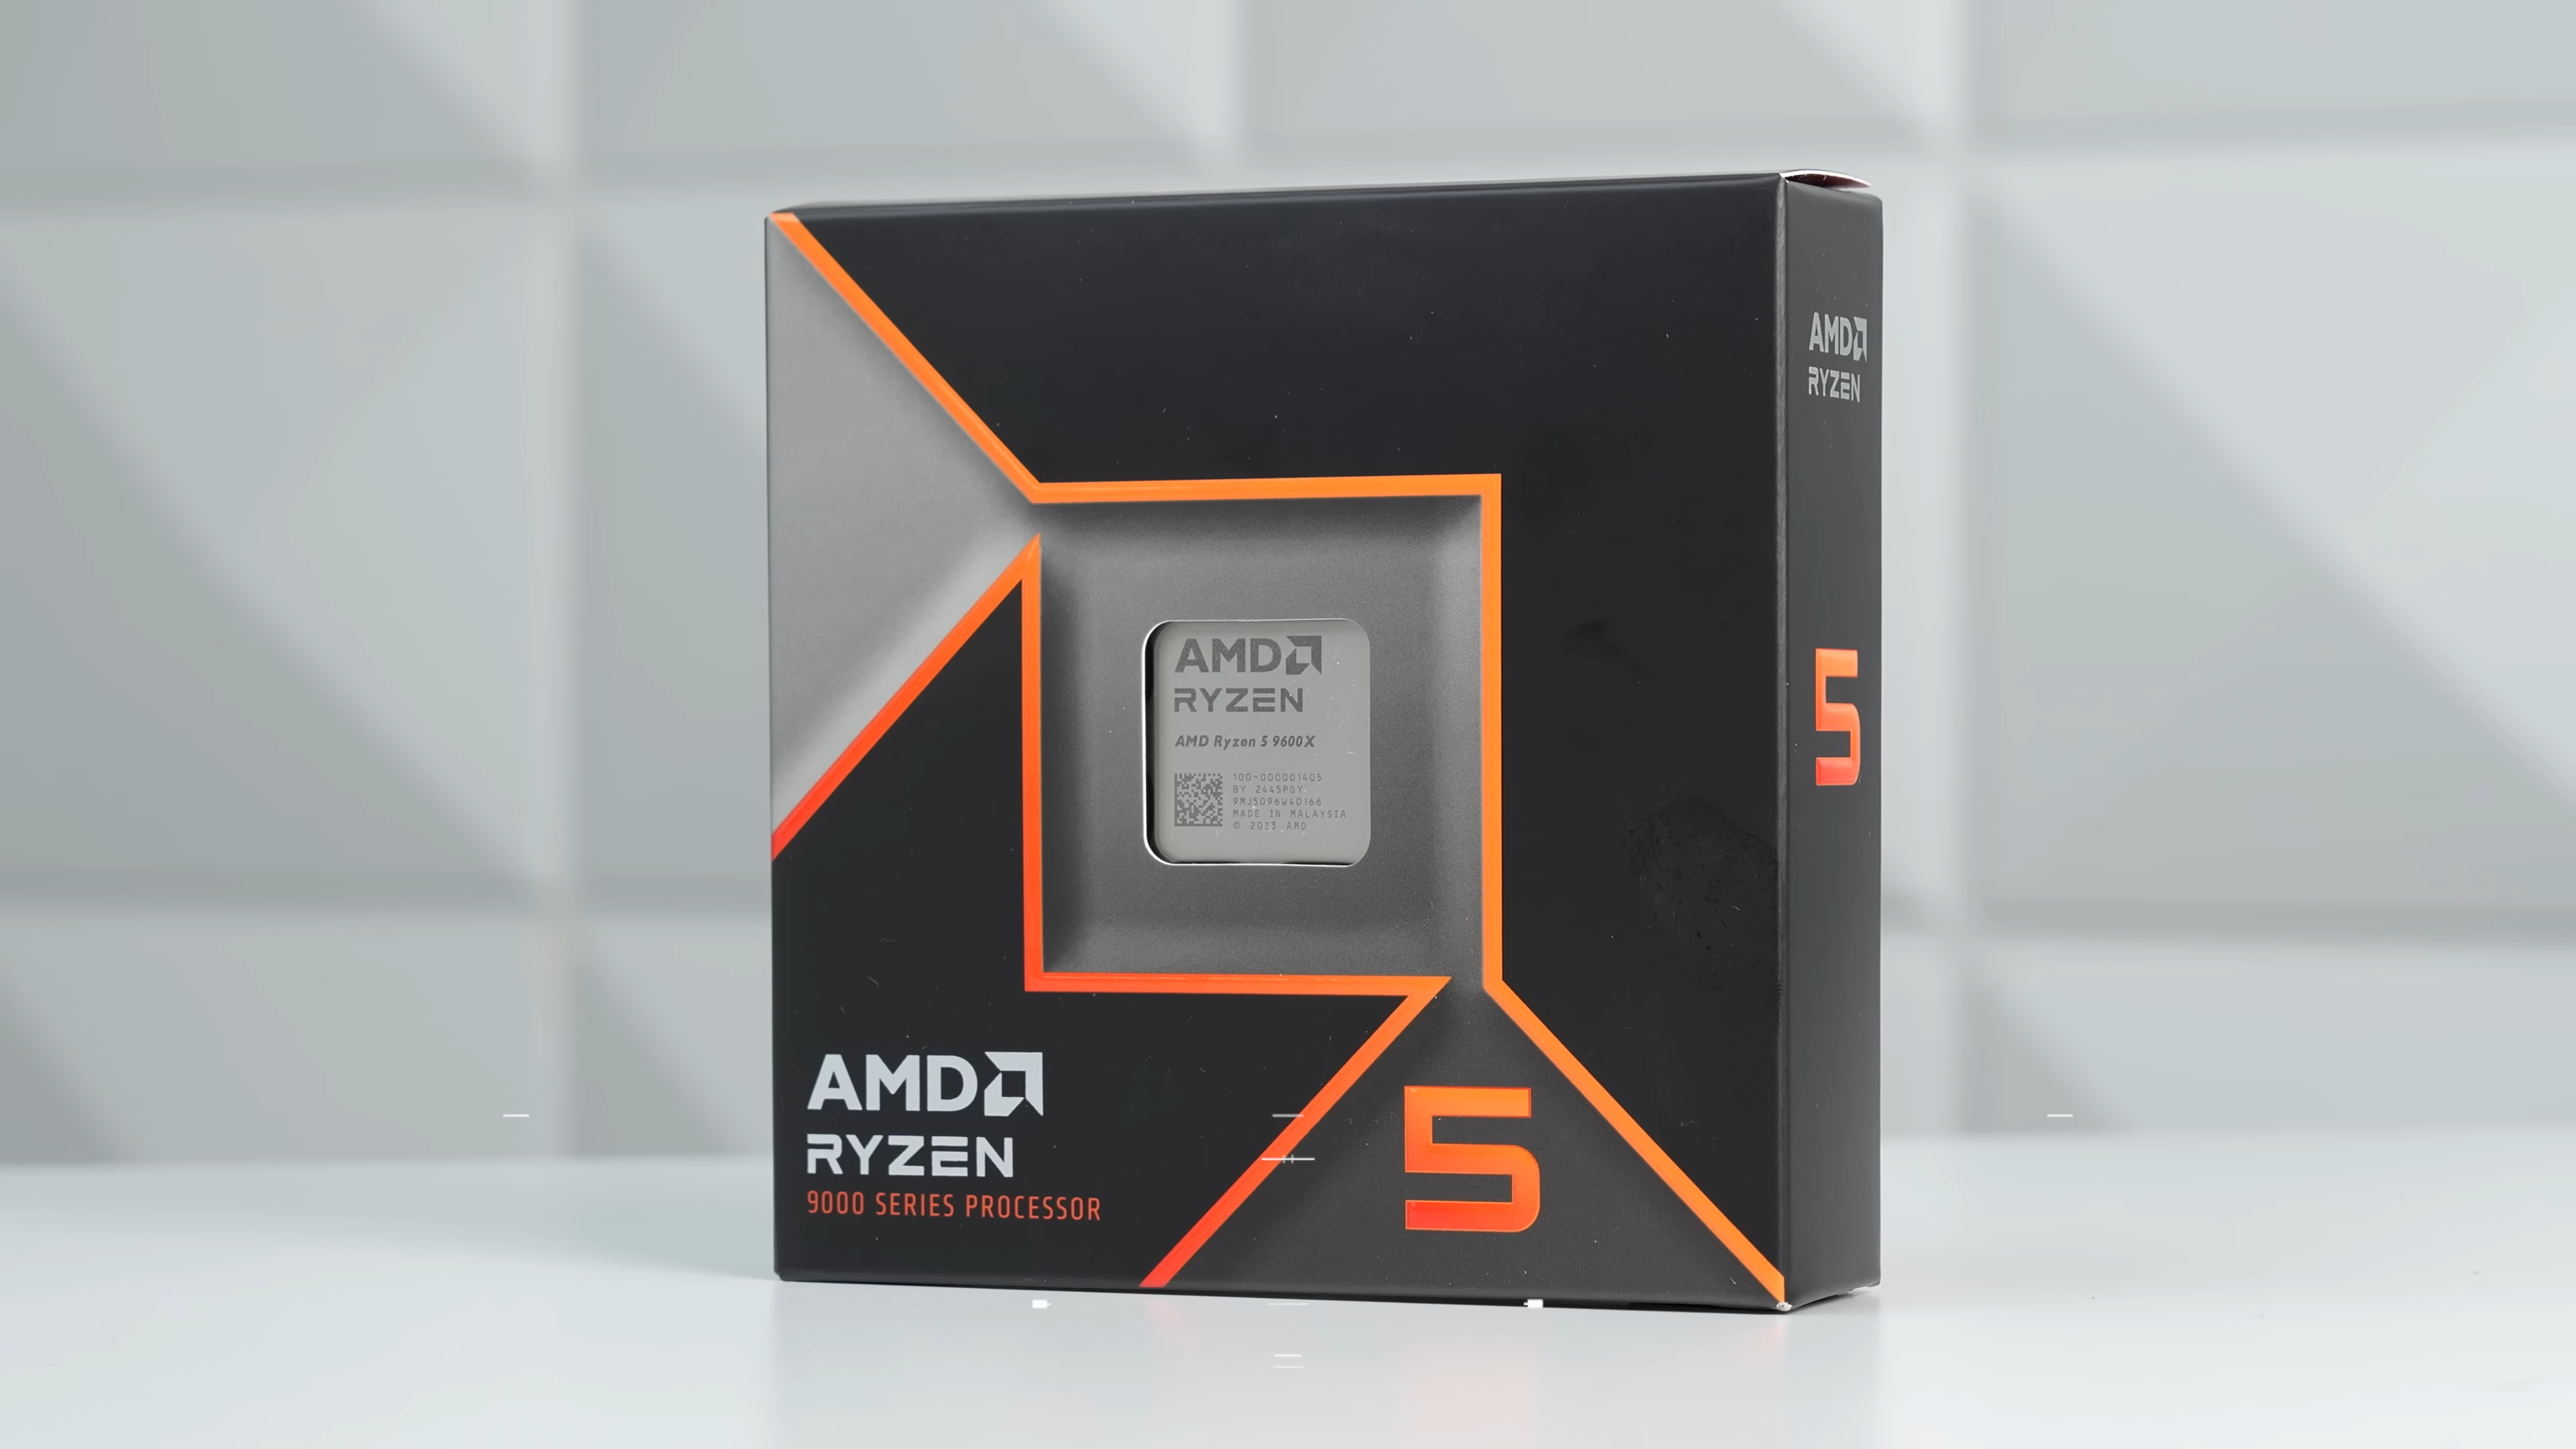 AMD
RYZEN
AMD Ryzen 5 9600X
100-000001405
BY 2445PGY
9MJ5096W40166
MADE IN MALAYSIA
© 2023 AMD
AMD
RYZEN
9000 SERIES PROCESSOR
5
AMD
RYZEN
5